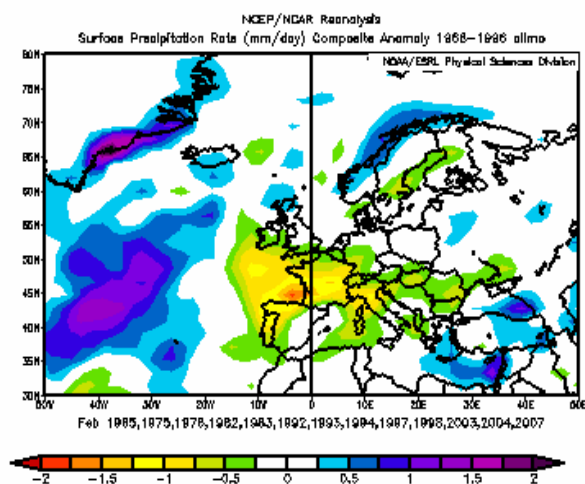 NCEP/NCAR Reanalysis
Surface Precipitation Rate (mm/day) Composite Anomaly 1968-1996 clima
NOAA/ESRL Physical Sciences Division
80N
75N
70N
65N
60N
55N
50N
45N
40N
35N
30N
50W 40W 30W 20W 10W 0 10E 20E 30E 40E 50E
Feb 1965,1975,1978,1982,1983,1992,1993,1994,1997,1998,2003,2004,2007
-2 -1.5 -1 -0.5 0 0.5 1 1.5 2